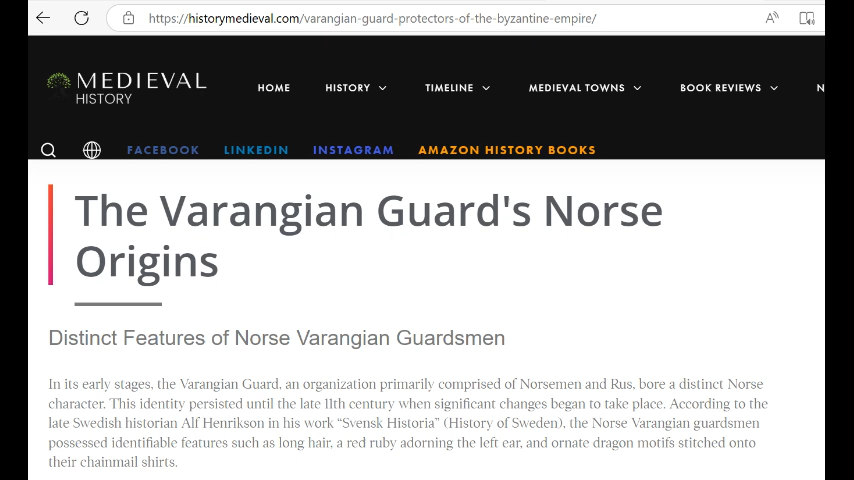 https://historymedieval.com/varangian-guard-protectors-of-the-byzantine-empire/
MEDIEVAL
HISTORY
HOME HISTORY TIMELINE MEDIEVAL TOWNS BOOK REVIEWS N
FACEBOOK LINKEDIN INSTAGRAM AMAZON HISTORY BOOKS
The Varangian Guard's Norse
Origins
Distinct Features of Norse Varangian Guardsmen
In its early stages, the Varangian Guard, an organization primarily comprised of Norsemen and Rus, bore a distinct Norse
character. This identity persisted until the late 11th century when significant changes began to take place. According to the
late Swedish historian Alf Henrikson in his work “Svensk Historia” (History of Sweden), the Norse Varangian guardsmen
possessed identifiable features such as long hair, a red ruby adorning the left ear, and ornate dragon motifs stitched onto
their chainmail shirts.